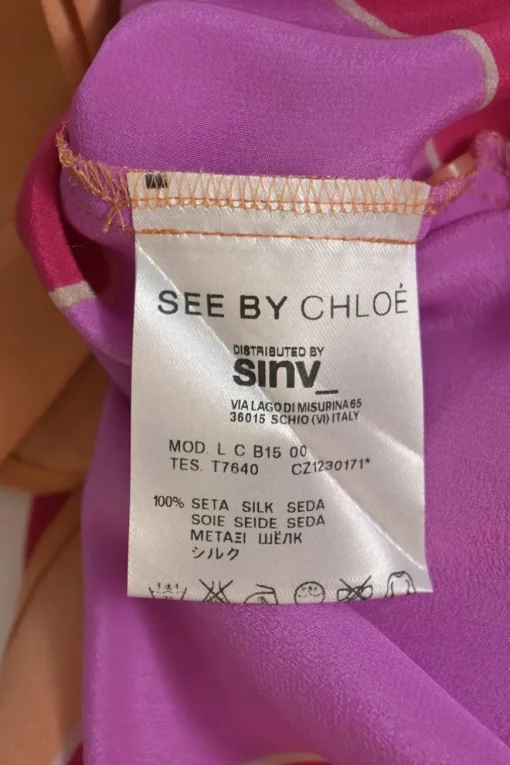 SEE BY CHLOÉ
DISTRIBUTED BY
sinv_
VIA LAGO DI MISURINA 65
36015 SCHIO (VI) ITALY
MOD. L C B15 00
TES. T7640 CZ1230171*
100% SETA SILK SEDA
SOIE SEIDE SEDA
ΜΕΤΑΞΙ ШЁЛК
シルク